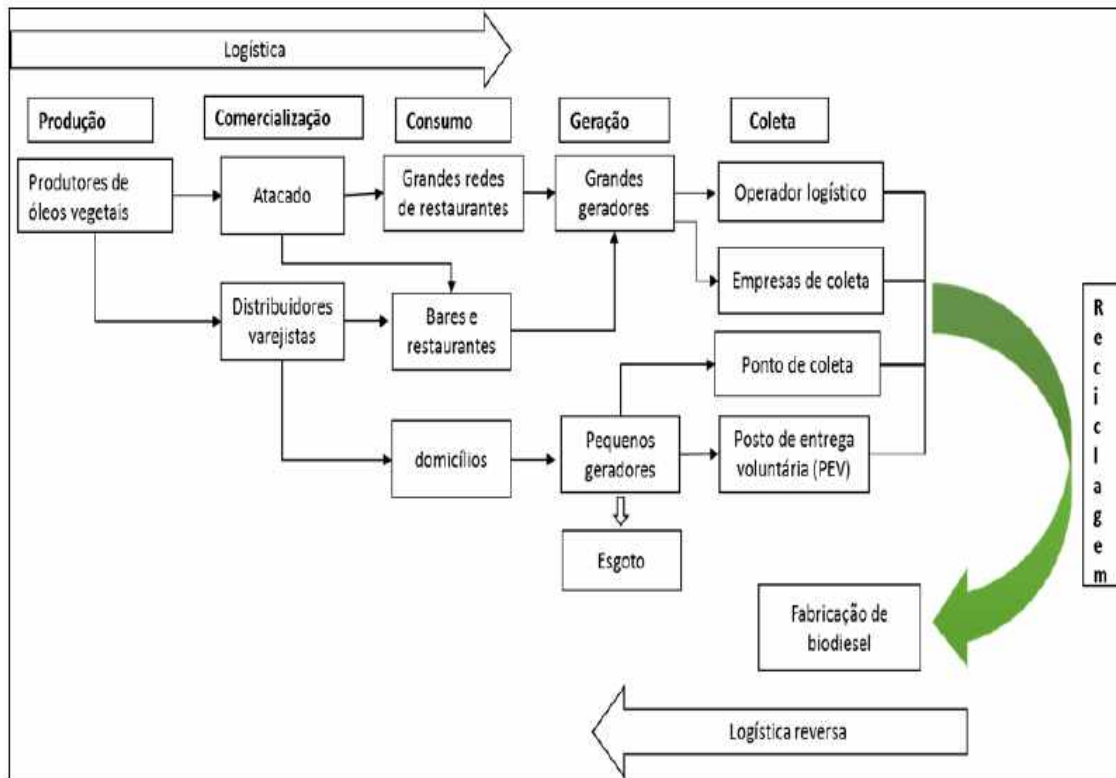 Logística
Produção
Comercialização
Consumo
Geração
Coleta
Produtores de
óleos vegetais
Atacado
Grandes redes
de restaurantes
Grandes
geradores
Operador logístico
Empresas de coleta
Distribuidores
varejistas
Bares e
restaurantes
Ponto de coleta
domicílios
Pequenos
geradores
Posto de entrega
voluntária (PEV)
Esgoto
Reciclagem
Fabricação de
biodiesel
Logística reversa